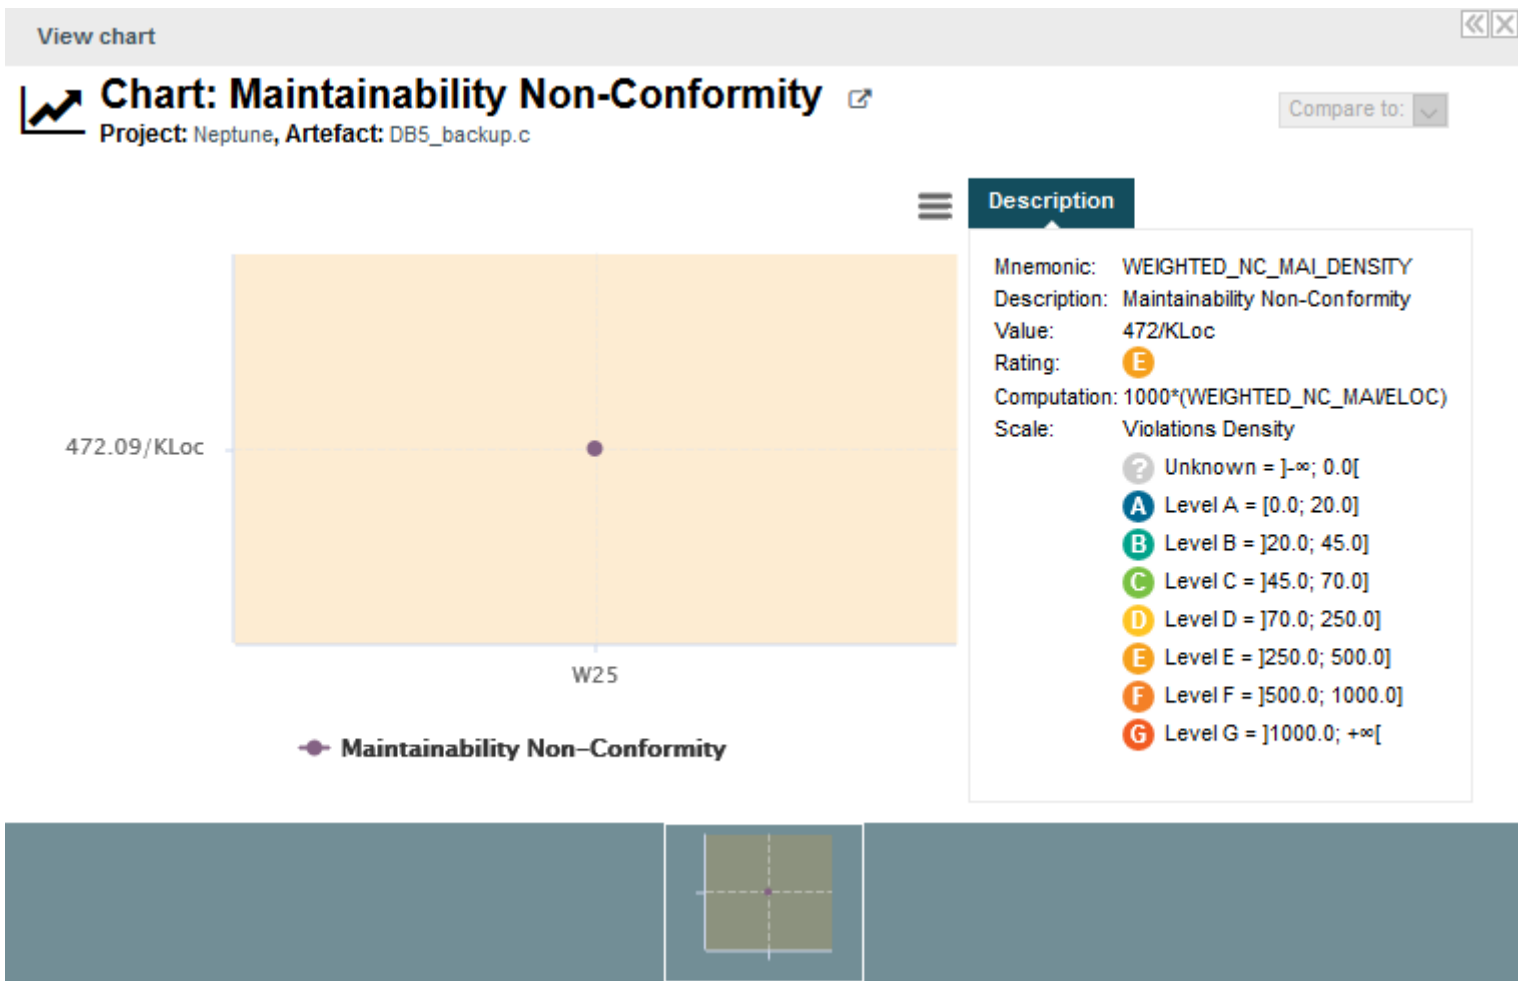 View chart
Chart: Maintainability Non-Conformity
Project: Neptune, Artefact: DB5_backup.c
Compare to:
Description
Mnemonic: WEIGHTED_NC_MAI_DENSITY
Description: Maintainability Non-Conformity
Value: 472/KLoc
Rating: E
Computation: 1000*(WEIGHTED_NC_MAI/ELOC)
Scale: Violations Density
? Unknown = ]-∞; 0.0[
A Level A = [0.0; 20.0]
B Level B = ]20.0; 45.0]
C Level C = ]45.0; 70.0]
D Level D = ]70.0; 250.0]
E Level E = ]250.0; 500.0]
F Level F = ]500.0; 1000.0]
G Level G = ]1000.0; +∞[
472.09/KLoc
W25
Maintainability Non-Conformity